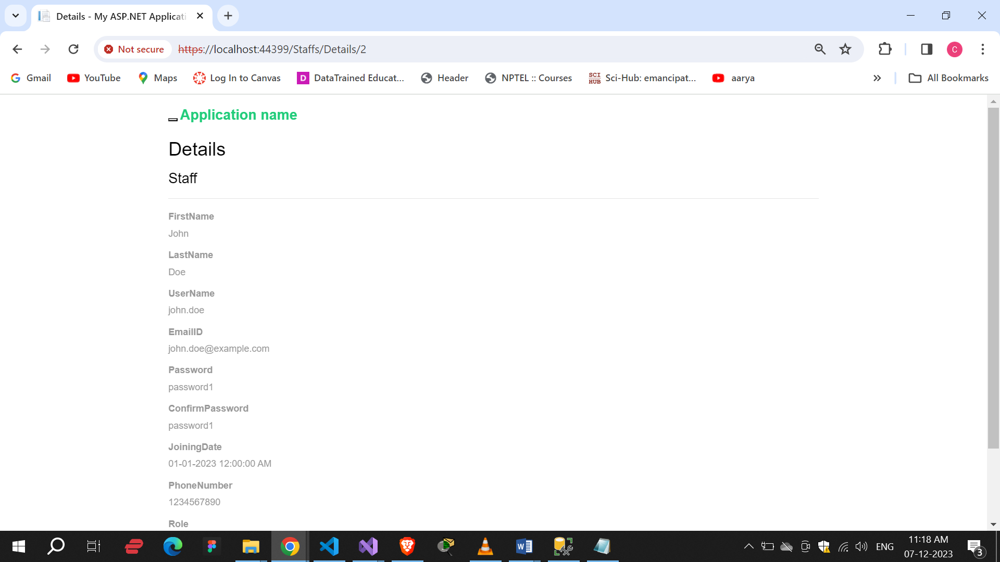 Details - My ASP.NET Applicati
Not secure
https://localhost:44399/Staffs/Details/2
C
Gmail
YouTube
Maps
Log In to Canvas
D
DataTrained Educat...
Header
NPTEL :: Courses
SCI HUB
Sci-Hub: emancipat...
aarya
All Bookmarks
Application name
Details
Staff
FirstName
John
LastName
Doe
UserName
john.doe
EmailID
john.doe@example.com
Password
password1
ConfirmPassword
password1
JoiningDate
01-01-2023 12:00:00 AM
PhoneNumber
1234567890
Role
ENG
11:18 AM
07-12-2023
3